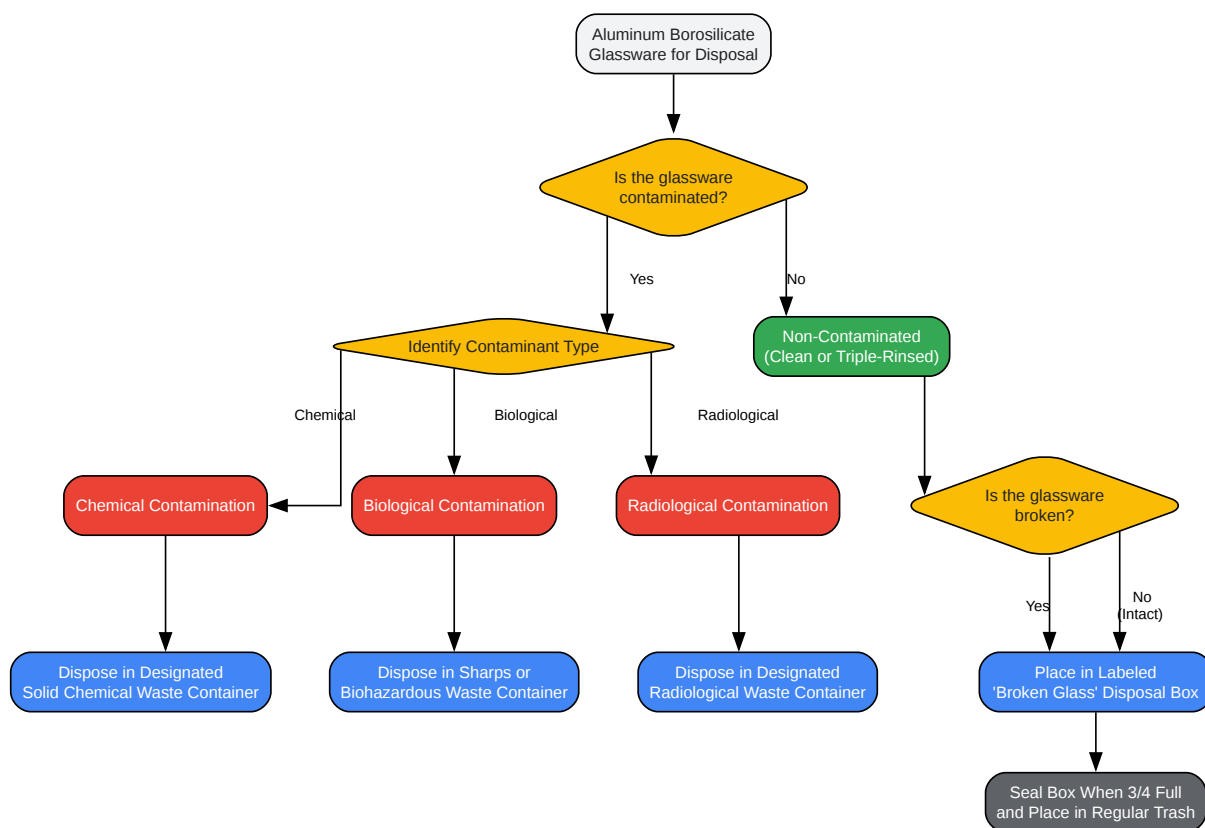 Aluminum Borosilicate
Glassware for Disposal
Is the glassware
contaminated?
Yes
No
Identify Contaminant Type
Non-Contaminated
(Clean or Triple-Rinsed)
Chemical
Biological
Radiological
Chemical Contamination
Biological Contamination
Radiological Contamination
Is the glassware
broken?
Yes
No
(Intact)
Dispose in Designated
Solid Chemical Waste Container
Dispose in Sharps or
Biohazardous Waste Container
Dispose in Designated
Radiological Waste Container
Place in Labeled
'Broken Glass' Disposal Box
Seal Box When 3/4 Full
and Place in Regular Trash